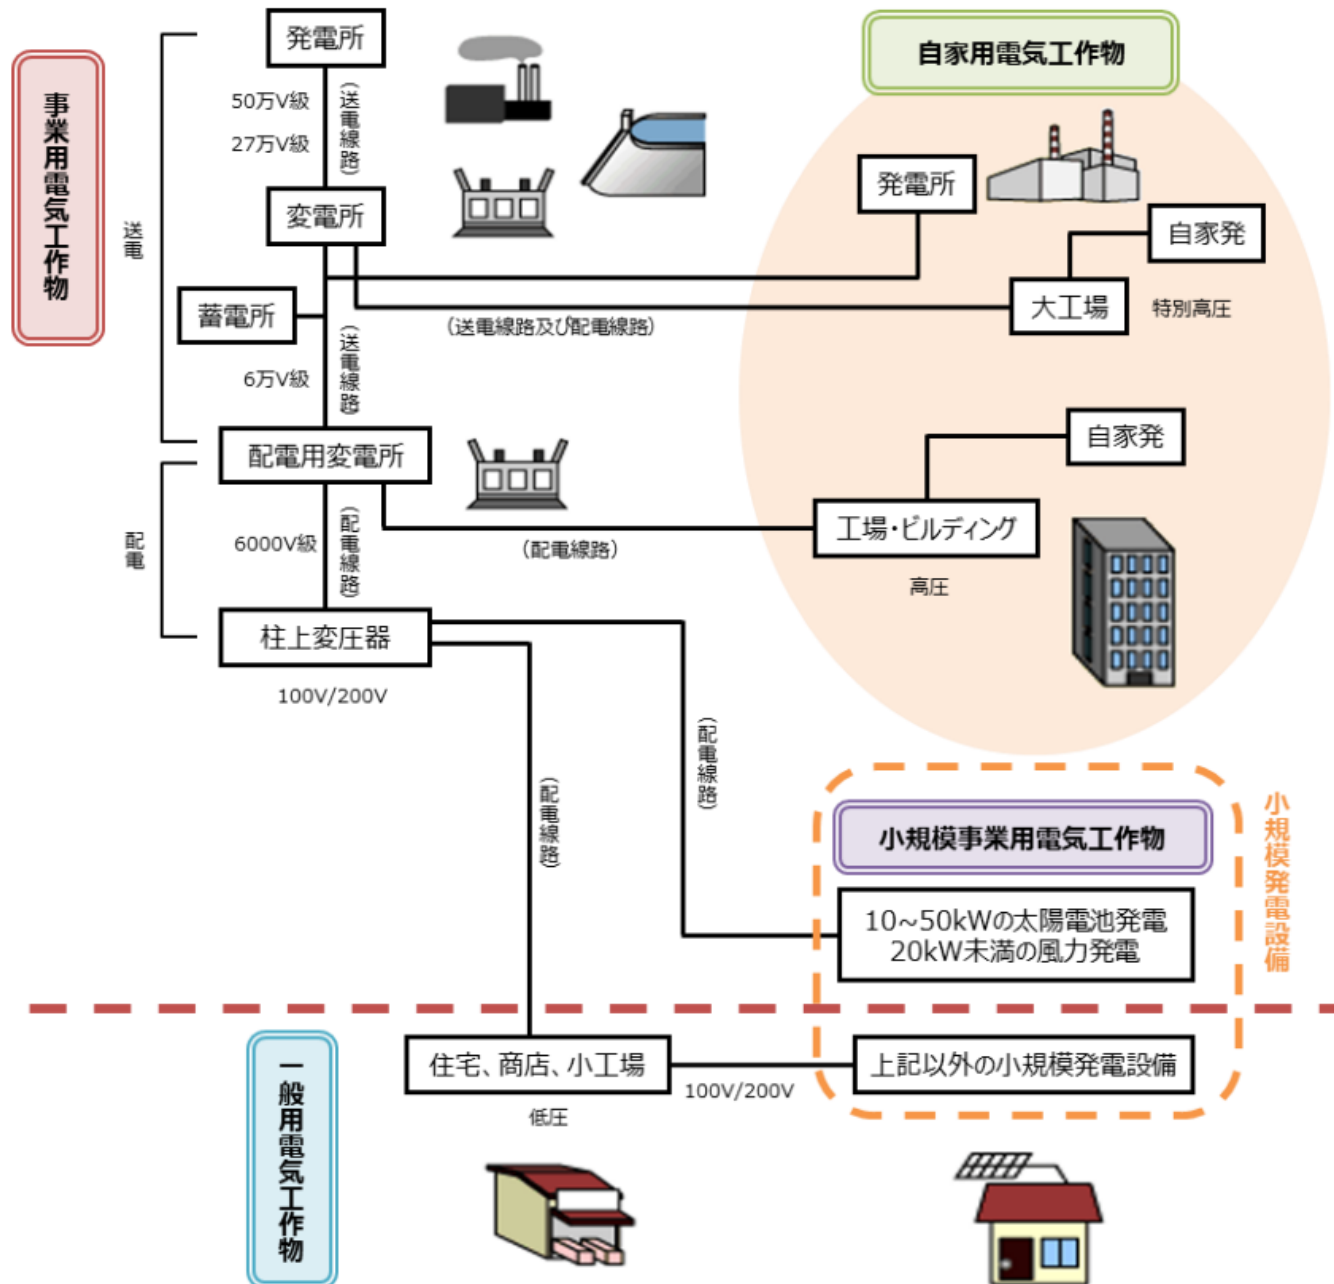 発電所
事業用電気工作物
50万V級
27万V級
(送電線路)
自家用電気工作物
発電所
変電所
送電
自家発
蓄電所
大工場
特別高圧
(送電線路及び配電線路)
(送電線路)
6万V級
自家発
配電用変電所
工場・ビルディング
高圧
配電
6000V級
(配電線路)
(配電線路)
柱上変圧器
100V/200V
(配電線路)
(配電線路)
小規模発電設備
小規模事業用電気工作物
10~50kWの太陽電池発電
20kW未満の風力発電
一般用電気工作物
住宅、商店、小工場
低圧
100V/200V
上記以外の小規模発電設備